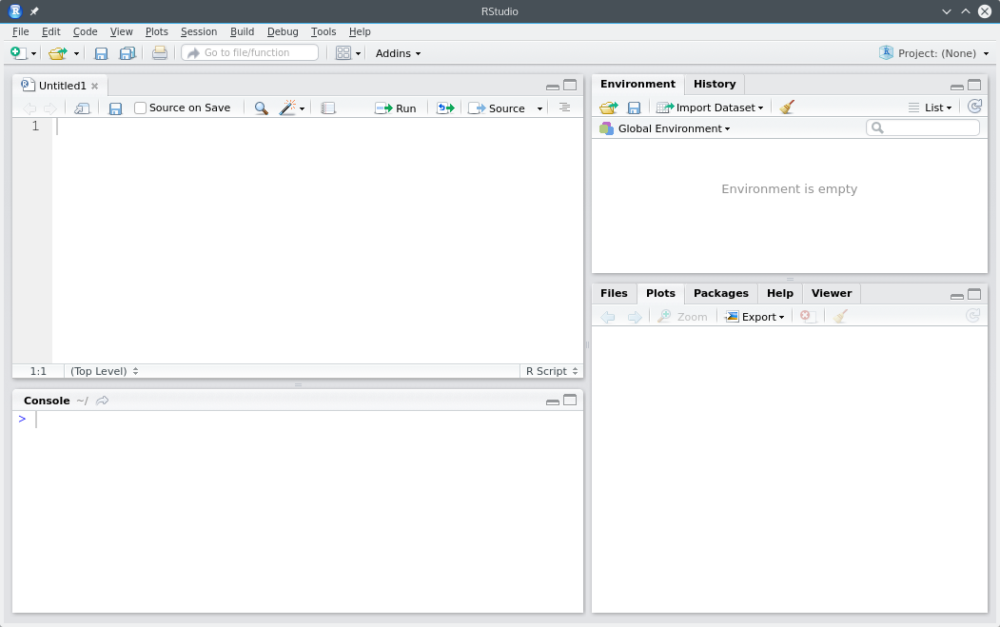 RStudio
File Edit Code View Plots Session Build Debug Tools Help
Go to file/function Addins Project: (None)
Untitled1
Source on Save Run Source
1
1:1 (Top Level) R Script
Console ~/
>
Environment History
Import Dataset List
Global Environment
Environment is empty
Files Plots Packages Help Viewer
Zoom Export